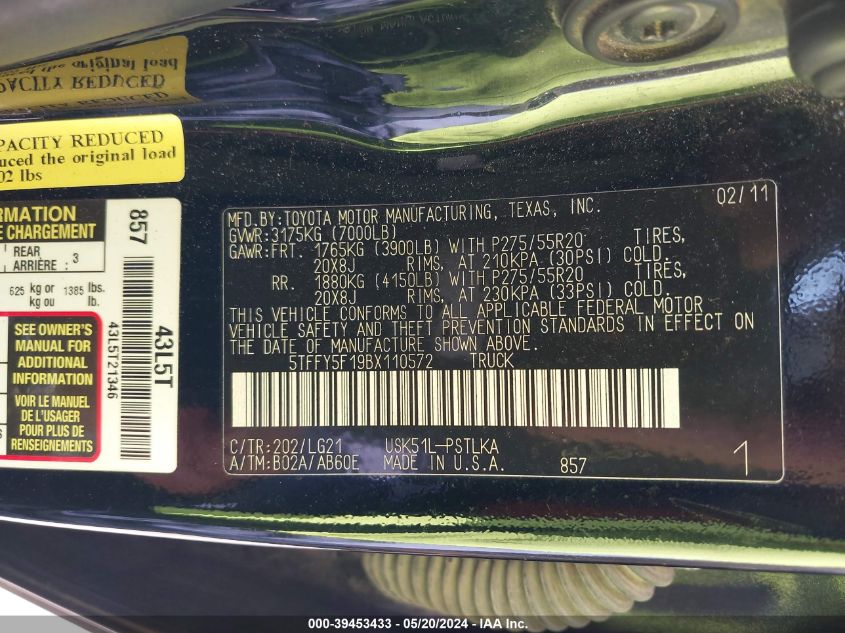 CAPACITY REDUCED
the original load
PACITY REDUCED
uced the original load
02 lbs
FORMATION
E CHARGEMENT
REAR
ARRIÈRE : 3
625 kg or 1385 lbs.
kg ou lb.
SEE OWNER'S
MANUAL FOR
ADDITIONAL
INFORMATION
VOIR LE MANUEL
DE L'USAGER
POUR PLUS DE
RENSEIGNEMENTS
857
43L5T21346
43L5T
02/11
MFD.BY:TOYOTA MOTOR MANUFACTURING, TEXAS, INC.
GVWR:3175KG (7000LB)
GAWR:FRT. 1765KG (3900LB) WITH P275/55R20 TIRES,
20X8J RIMS, AT 210KPA (30PSI) COLD.
RR. 1880KG (4150LB) WITH P275/55R20 TIRES,
20X8J RIMS, AT 230KPA (33PSI) COLD.
THIS VEHICLE CONFORMS TO ALL APPLICABLE FEDERAL MOTOR
VEHICLE SAFETY AND THEFT PREVENTION STANDARDS IN EFFECT ON
THE DATE OF MANUFACTURE SHOWN ABOVE.
5TFFY5F19BX110572 TRUCK
C/TR:202/LG21 USK51L-PSTLKA
A/TM:B02A/AB60E MADE IN U.S.A. 857 1
000-39453433 - 05/20/2024 - IAA Inc.